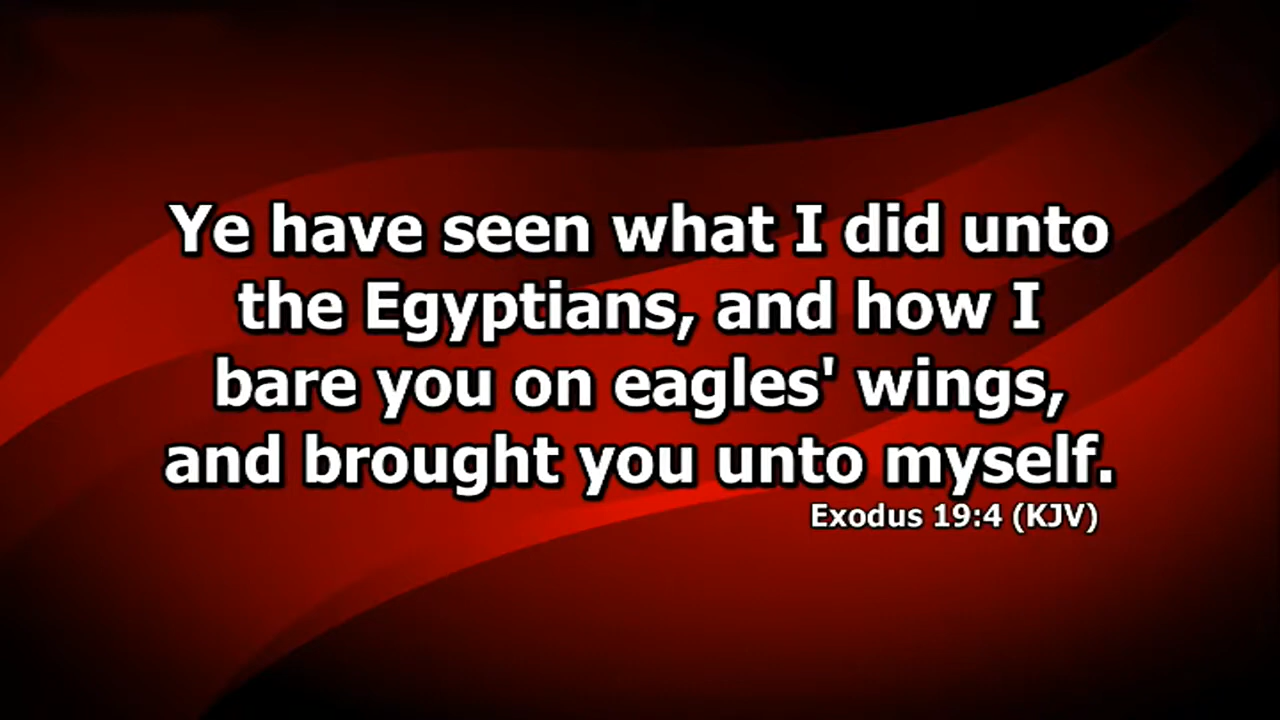 Ye have seen what I did unto
the Egyptians, and how I
bare you on eagles' wings,
and brought you unto myself.
Exodus 19:4 (KJV)